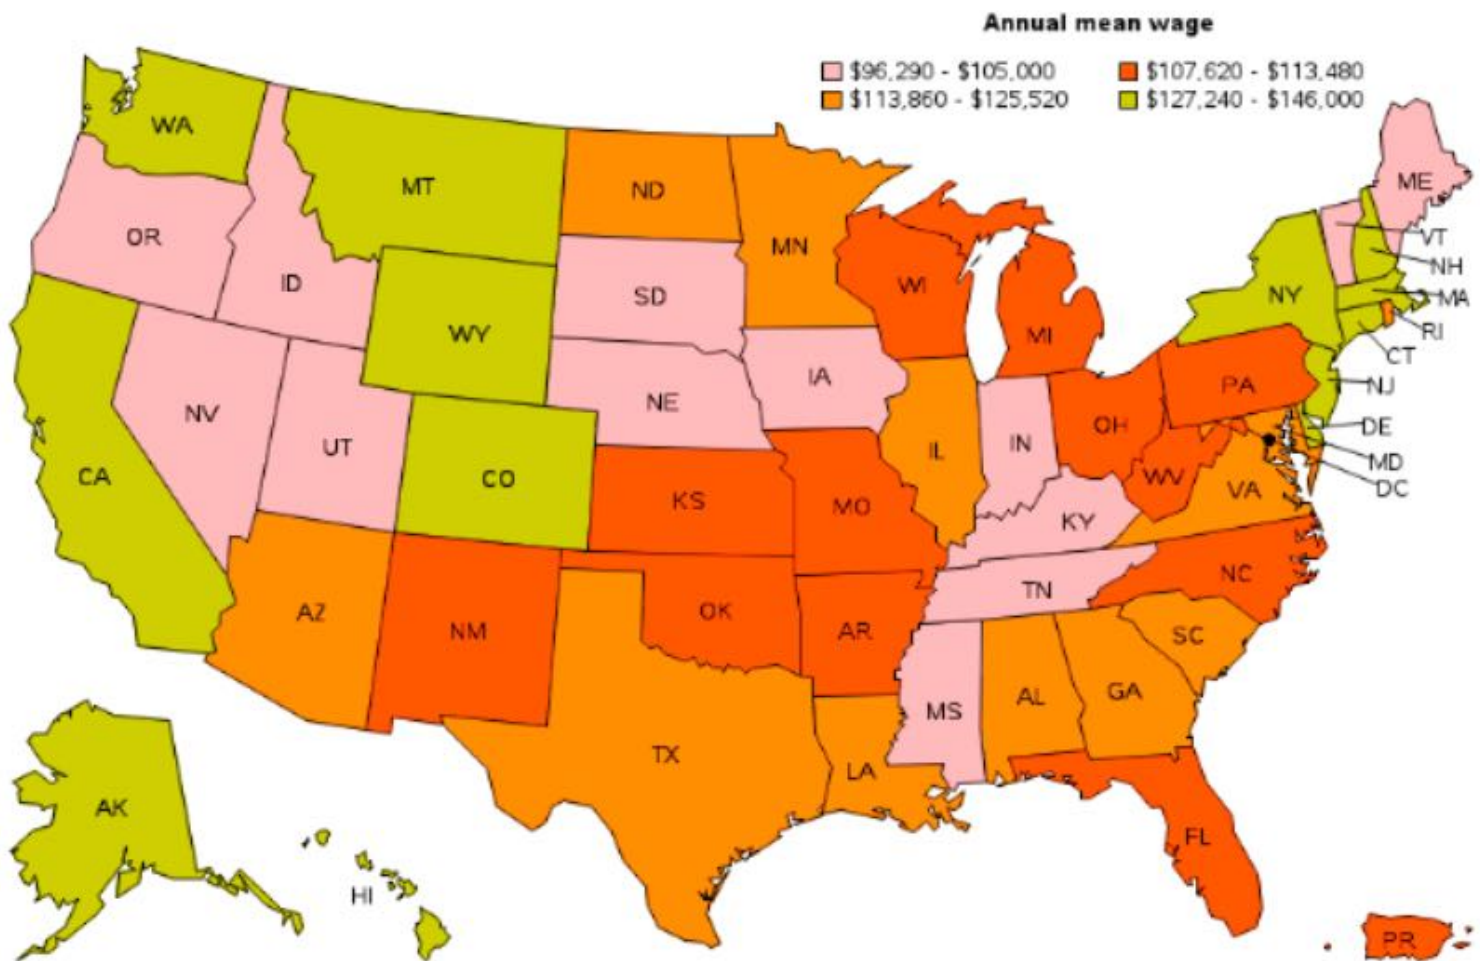 Annual mean wage
$96,290 - $105,000 $107,620 - $113,480
$113,860 - $125,520 $127,240 - $146,000
WA
MT
ND
MN
ME
OR
ID
SD
WI
VT
NH
NY
MA
WY
MI
RI
CT
IA
PA
NJ
NE
NV
UT
OH
DE
IL
IN
MD
CA
CO
WV
VA
DC
KS
MO
KY
NC
TN
AZ
NM
OK
AR
SC
MS
AL
GA
TX
LA
AK
FL
HI
PR